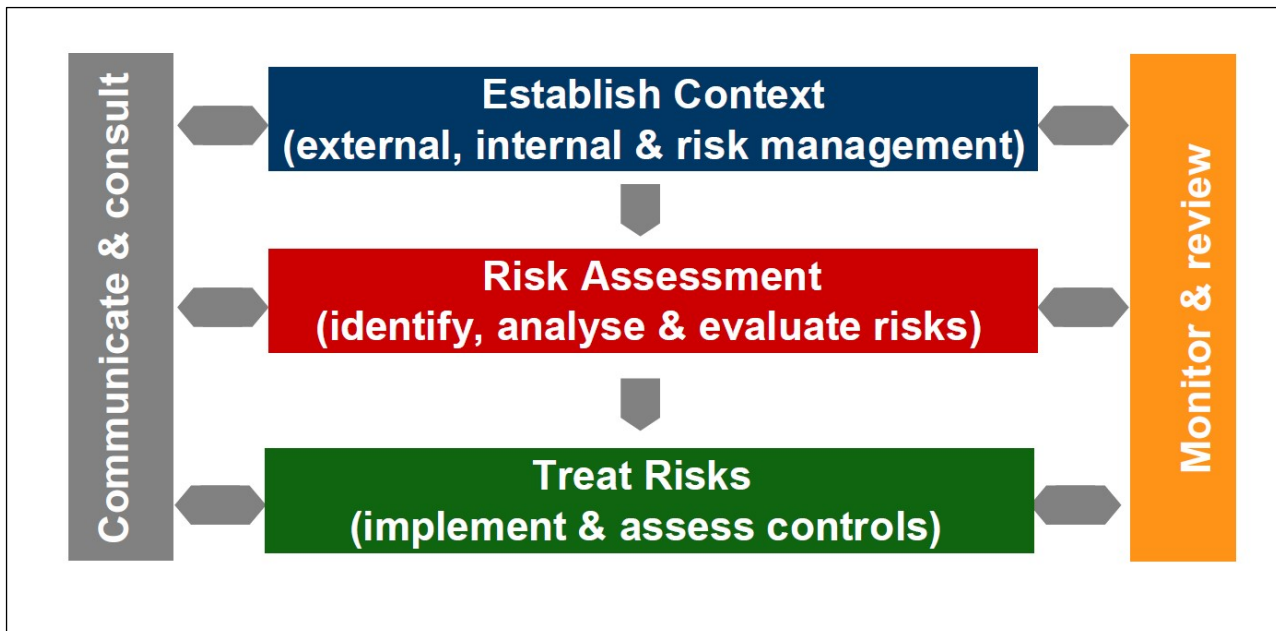 Communicate & consult
Establish Context
(external, internal & risk management)
Risk Assessment
(identify, analyse & evaluate risks)
Treat Risks
(implement & assess controls)
Monitor & review